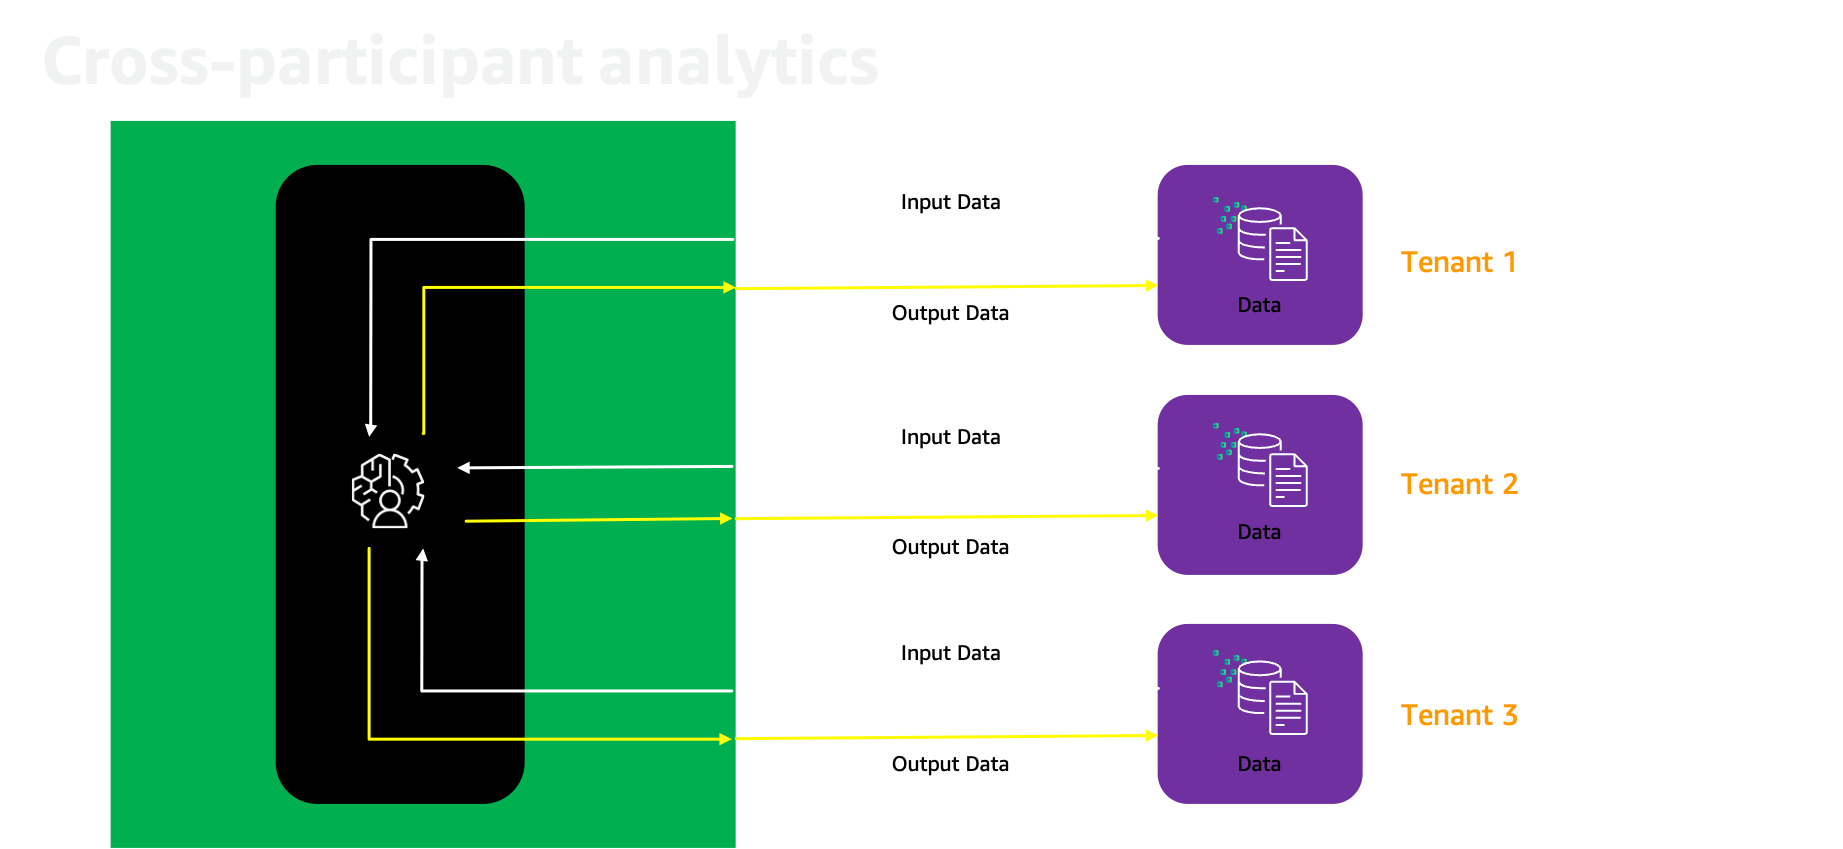 Cross-participant analytics
Input Data
Output Data
Data
Tenant 1
Input Data
Output Data
Data
Tenant 2
Input Data
Output Data
Data
Tenant 3